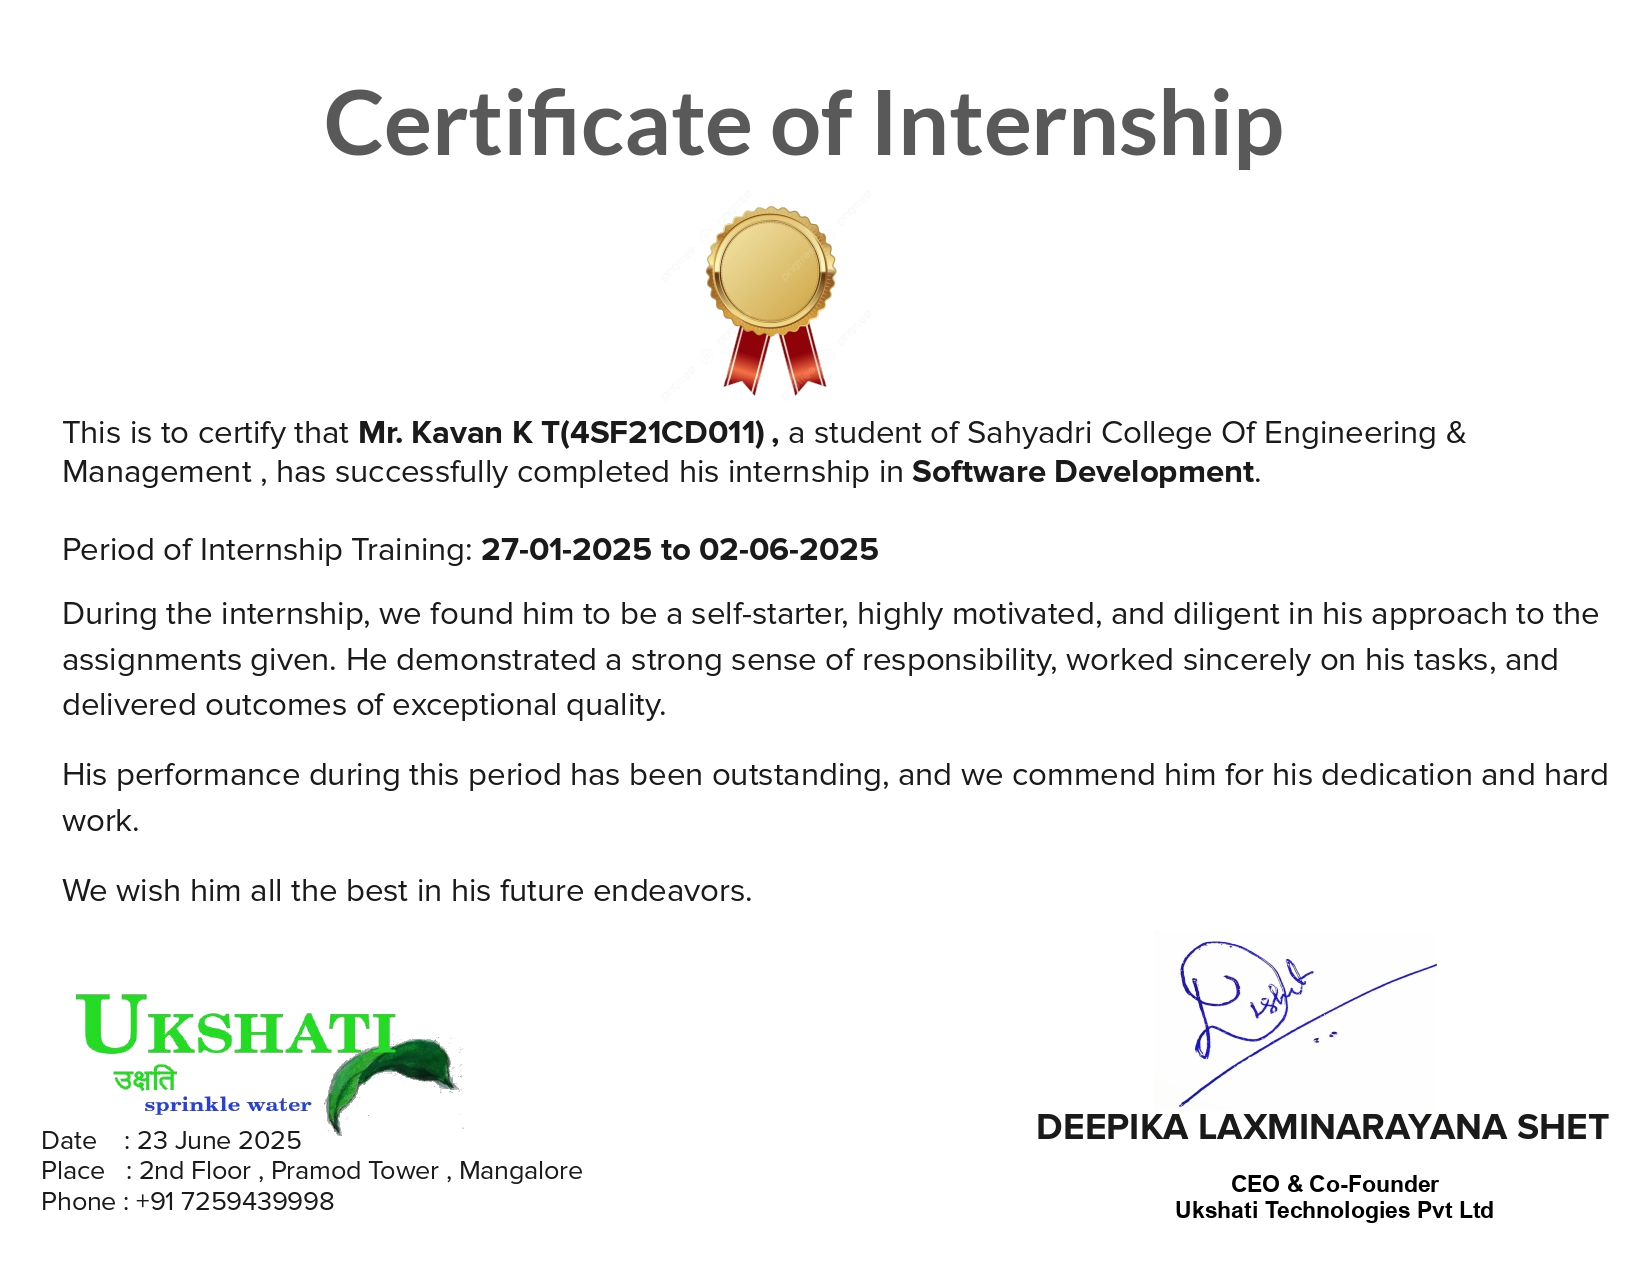 Certificate of Internship
This is to certify that Mr. Kavan K T(4SF21CD011) , a student of Sahyadri College Of Engineering &
Management , has successfully completed his internship in Software Development.
Period of Internship Training: 27-01-2025 to 02-06-2025
During the internship, we found him to be a self-starter, highly motivated, and diligent in his approach to the
assignments given. He demonstrated a strong sense of responsibility, worked sincerely on his tasks, and
delivered outcomes of exceptional quality.
His performance during this period has been outstanding, and we commend him for his dedication and hard
work.
We wish him all the best in his future endeavors.
UKSHATI
उक्षति
sprinkle water
Date : 23 June 2025
Place : 2nd Floor , Pramod Tower , Mangalore
Phone : +91 7259439998
DEEPIKA LAXMINARAYANA SHET
CEO & Co-Founder
Ukshati Technologies Pvt Ltd